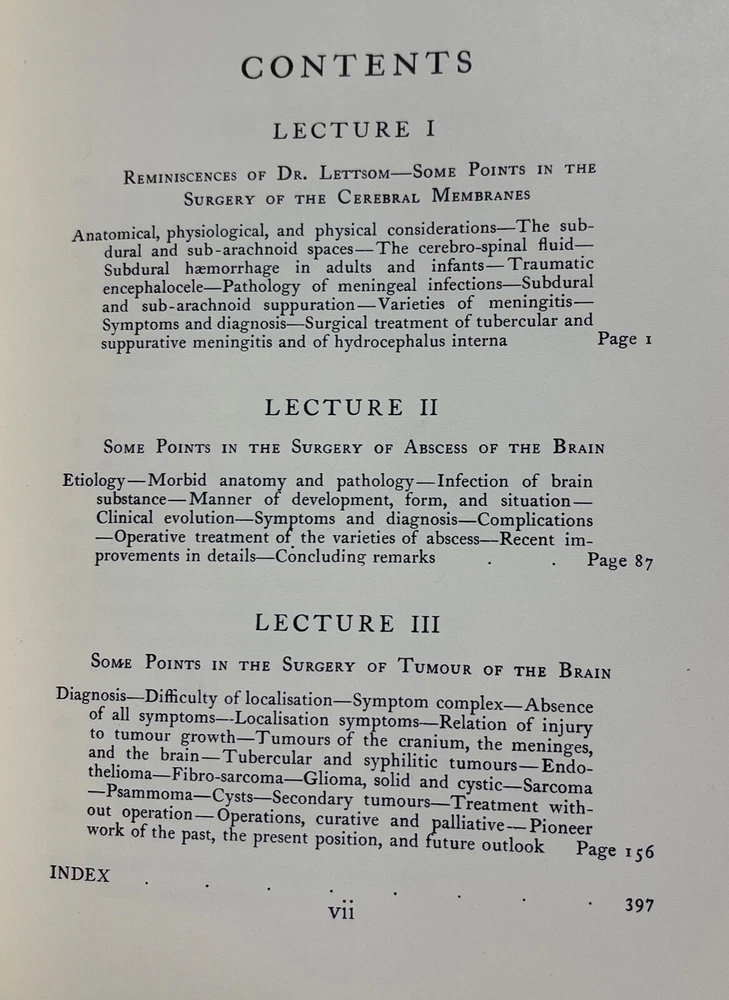 CONTENTS
LECTURE I
REMINISCENCES OF DR. LETTSOM—SOME POINTS IN THE
SURGERY OF THE CEREBRAL MEMBRANES
Anatomical, physiological, and physical considerations—The sub-
dural and sub-arachnoid spaces—The cerebro-spinal fluid—
Subdural hæmorrhage in adults and infants—Traumatic
encephalocele—Pathology of meningeal infections—Subdural
and sub-arachnoid suppuration—Varieties of meningitis—
Symptoms and diagnosis—Surgical treatment of tubercular and
suppurative meningitis and of hydrocephalus interna Page 1
LECTURE II
SOME POINTS IN THE SURGERY OF ABSCESS OF THE BRAIN
Etiology—Morbid anatomy and pathology—Infection of brain
substance—Manner of development, form, and situation—
Clinical evolution—Symptoms and diagnosis—Complications
—Operative treatment of the varieties of abscess—Recent im-
provements in details—Concluding remarks . . Page 87
LECTURE III
SOME POINTS IN THE SURGERY OF TUMOUR OF THE BRAIN
Diagnosis—Difficulty of localisation—Symptom complex—Absence
of all symptoms—Localisation symptoms—Relation of injury
to tumour growth—Tumours of the cranium, the meninges,
and the brain—Tubercular and syphilitic tumours—Endo-
thelioma—Fibro-sarcoma—Glioma, solid and cystic—Sarcoma
—Psammoma—Cysts—Secondary tumours—Treatment with-
out operation—Operations, curative and palliative—Pioneer
work of the past, the present position, and future outlook Page 156
INDEX . . . . . . . . 397
vii